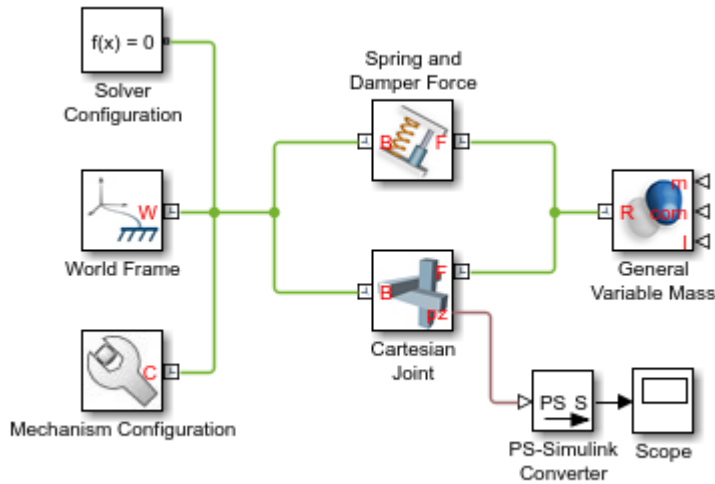 f(x) = 0
Solver
Configuration
Spring and
Damper Force
B F
W
World Frame
R m
com
I
General
Variable Mass
B F
pz
Cartesian
Joint
C
Mechanism Configuration
PS S
PS-Simulink
Converter
Scope